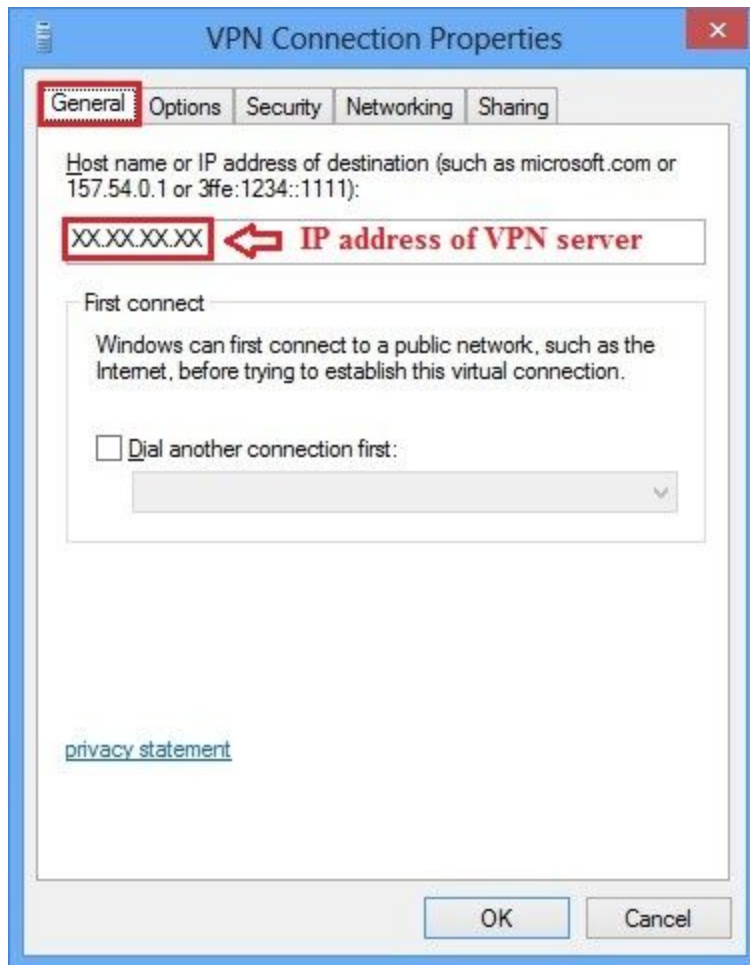 VPN Connection Properties
General Options Security Networking Sharing
Host name or IP address of destination (such as microsoft.com or
157.54.0.1 or 3ffe:1234::1111):
XX.XX.XX.XX IP address of VPN server
First connect
Windows can first connect to a public network, such as the
Internet, before trying to establish this virtual connection.
Dial another connection first:
privacy statement
OK Cancel